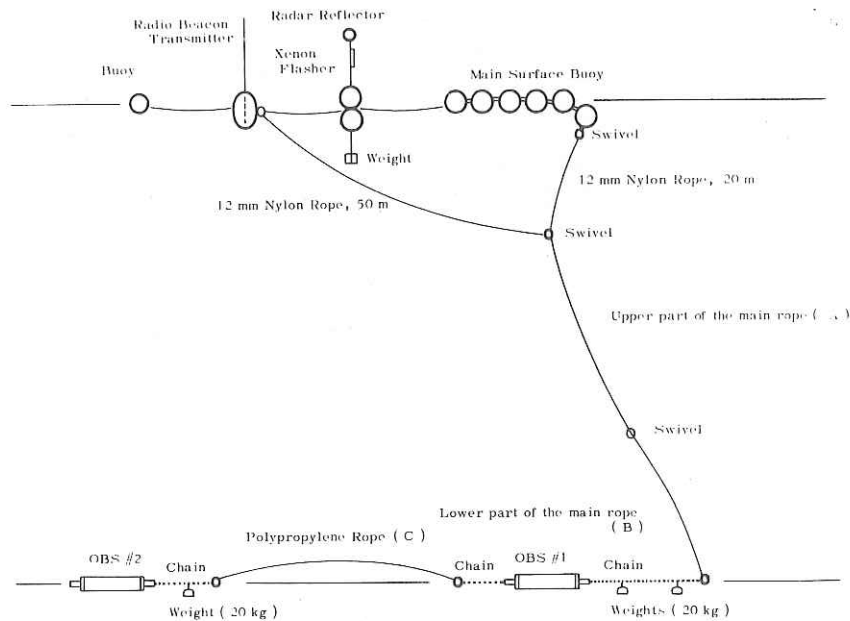 Radar Reflector
Radio Beacon
Transmitter
Xenon
Flasher
Buoy
Main Surface Buoy
Swivel
Weight
12 mm Nylon Rope, 20 m
12 mm Nylon Rope, 50 m
Swivel
Upper part of the main rope (
Swivel
Lower part of the main rope
(B)
Polypropylene Rope (C)
OBS #2
Chain
Chain
OBS #1
Chain
Weight (20 kg)
Weights (20 kg)